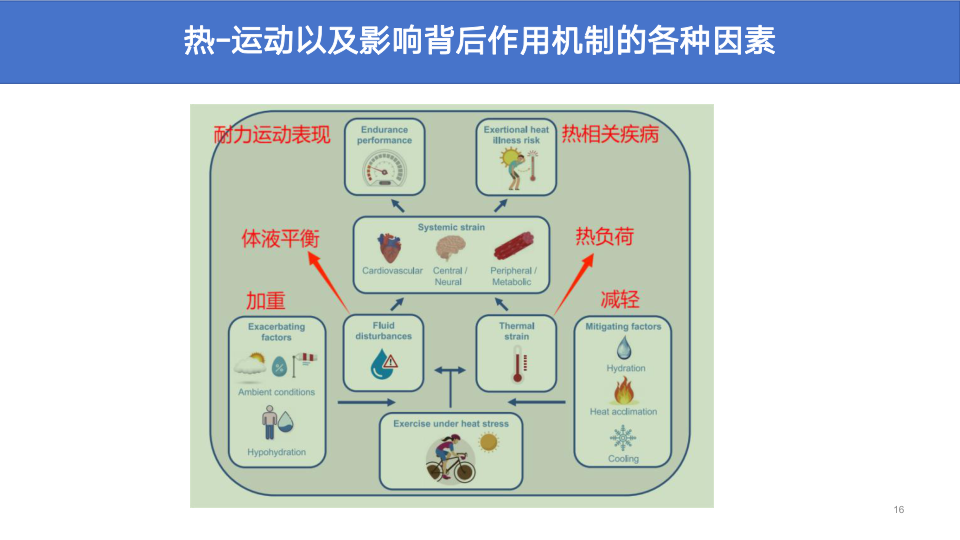 热-运动以及影响背后作用机制的各种因素
耐力运动表现
Endurance
performance
Exertional heat
illness risk
热相关疾病
Systemic strain
Cardiovascular
Central /
Neural
Peripheral /
Metabolic
体液平衡
热负荷
加重
减轻
Exacerbating
factors
Ambient conditions
Hypohydration
Fluid
disturbances
Thermal
strain
Mitigating factors
Hydration
Heat acclimation
Cooling
Exercise under heat stress
16